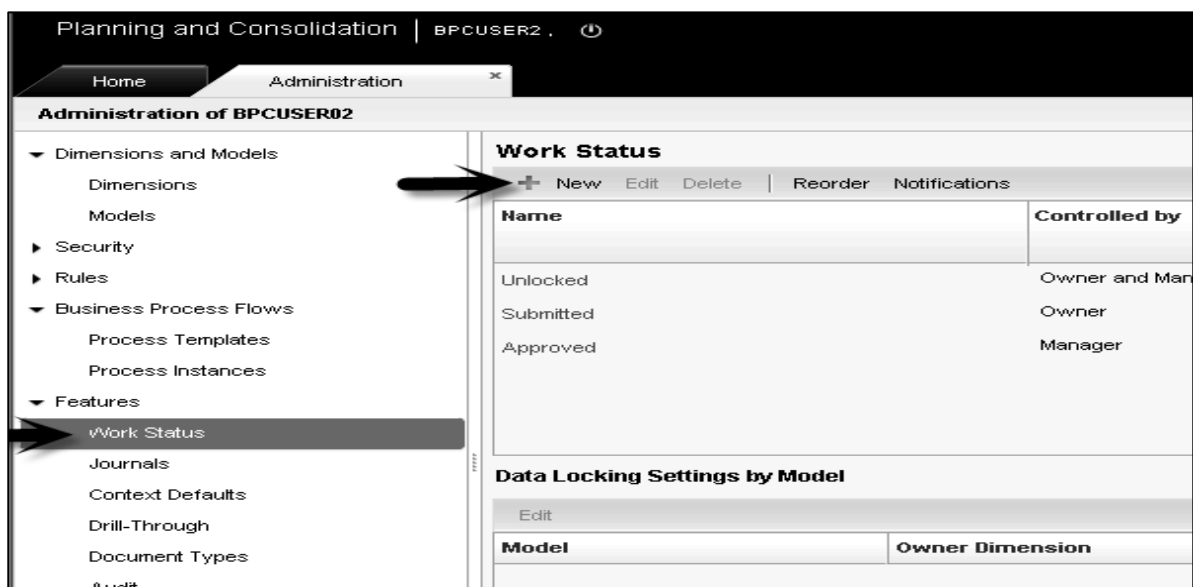 Planning and Consolidation | BPCUSER2 .
Home Administration ×
Administration of BPCUSER02
Dimensions and Models
Dimensions
Models
Security
Rules
Business Process Flows
Process Templates
Process Instances
Features
Work Status
Journals
Context Defaults
Drill-Through
Document Types
Work Status
+ New Edit Delete | Reorder Notifications
Name Controlled by
Unlocked Owner and Man
Submitted Owner
Approved Manager
Data Locking Settings by Model
Edit
Model Owner Dimension